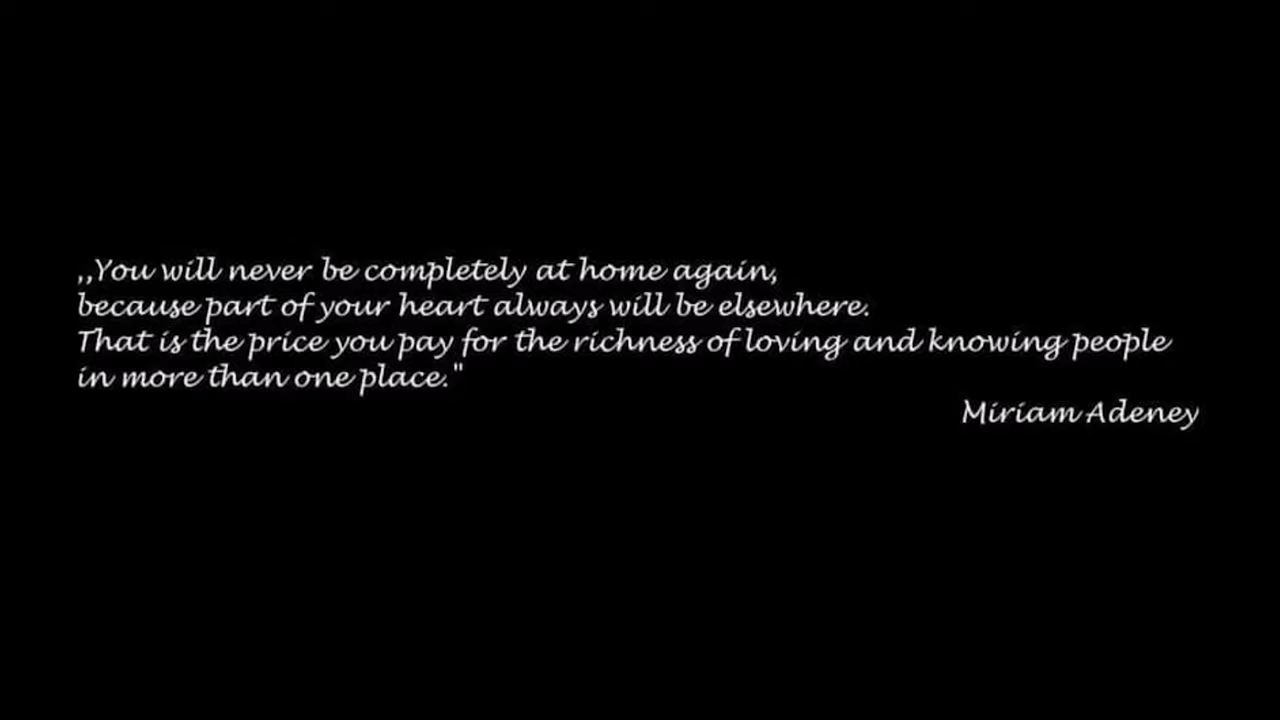 ,,You will never be completely at home again,
because part of your heart always will be elsewhere.
That is the price you pay for the richness of loving and knowing people
in more than one place."
Miriam Adeney